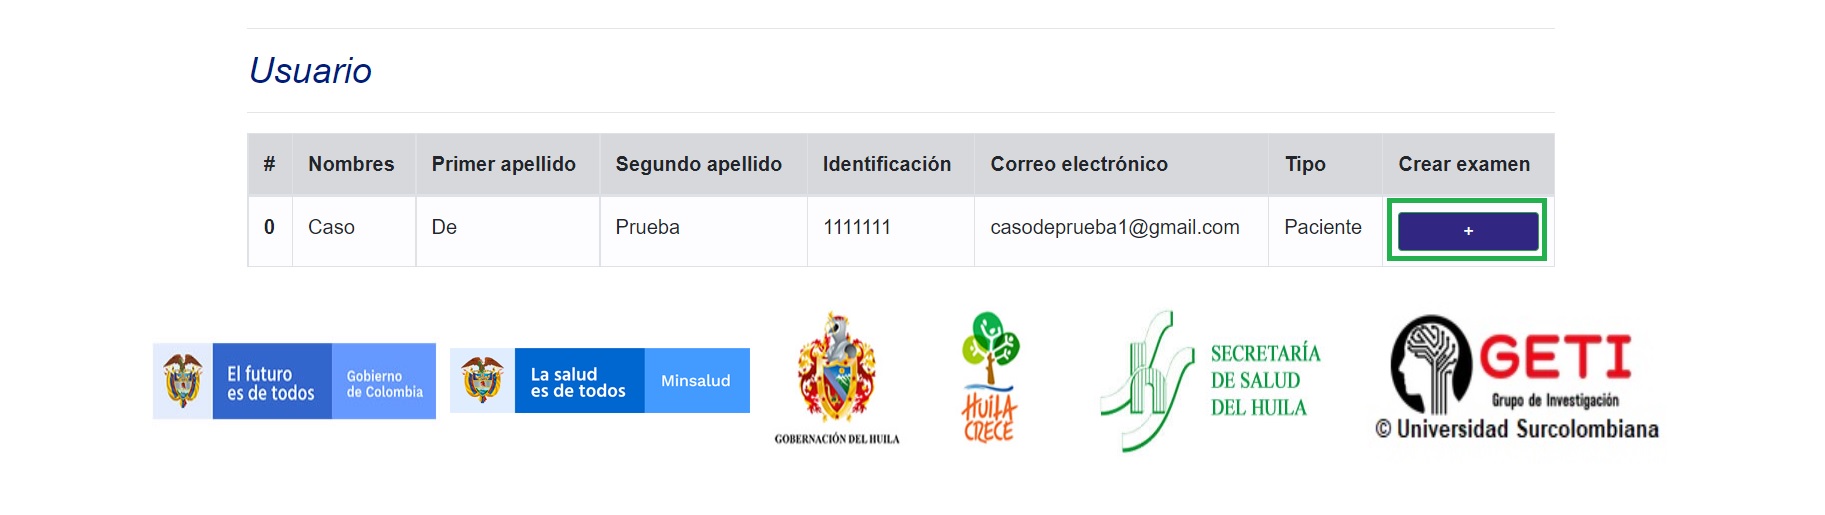 Usuario
# Nombres Primer apellido Segundo apellido Identificación Correo electrónico Tipo Crear examen
0 Caso De Prueba 1111111 casodeprueba1@gmail.com Paciente +
El futuro
es de todos
Gobierno
de Colombia
La salud
es de todos
Minsalud
GOBERNACIÓN DEL HUILA
HUILA
CRECE
SECRETARÍA
DE SALUD
DEL HUILA
GETI
Grupo de Investigación
© Universidad Surcolombiana